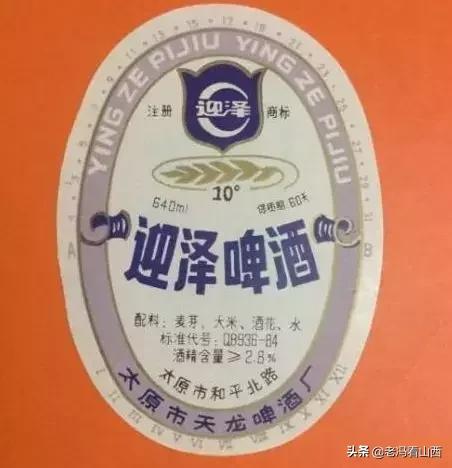 YING ZE PIJIU YING ZE PIJIU
迎泽
注册 商标
10°
640ml 保质期:60天
A B
迎泽啤酒
配料：麦芽、大米、酒花、水
标准代号：QB936-84
酒精含量≥2.8%
太原市和平北路
太原市天龙啤酒厂
头条 @老冯看山西